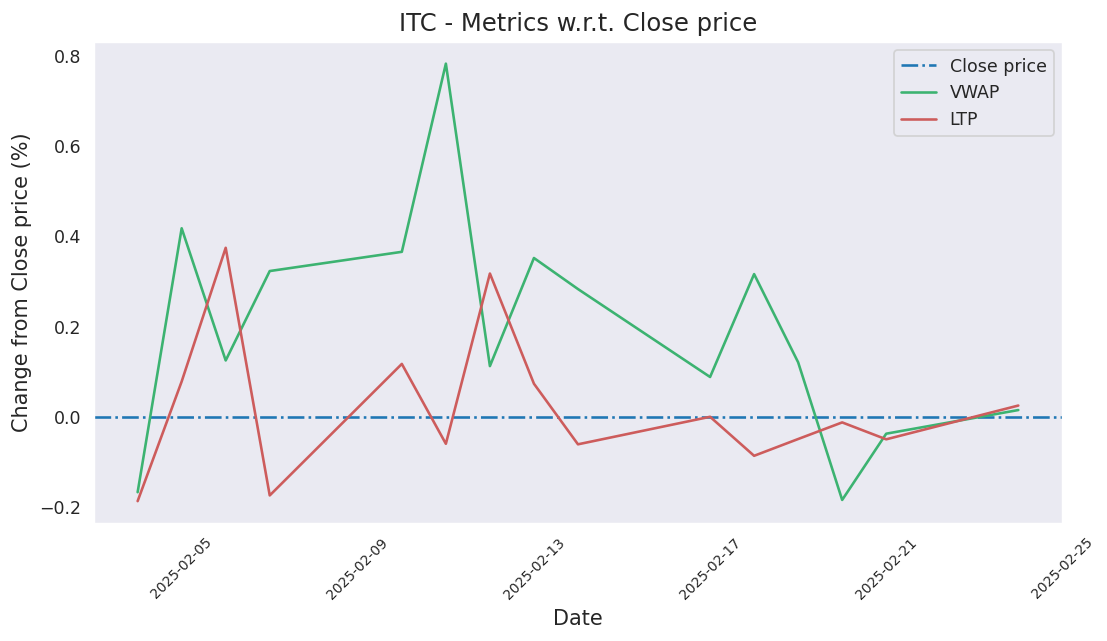 ITC - Metrics w.r.t. Close price
Close price
VWAP
LTP
Change from Close price (%)
0.8
0.6
0.4
0.2
0.0
−0.2
2025-02-05
2025-02-09
2025-02-13
2025-02-17
2025-02-21
2025-02-25
Date